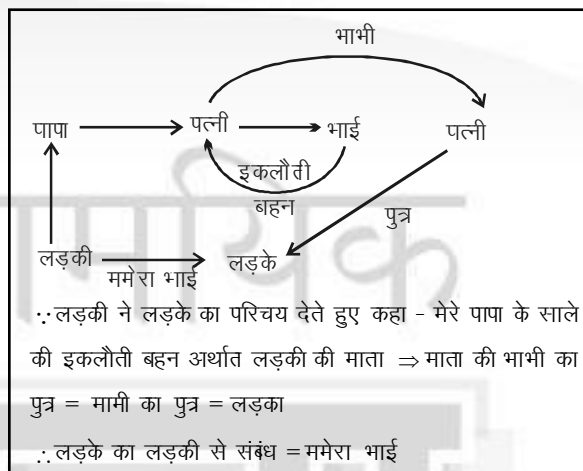 भाभी
पापा पत्नी भाई पत्नी
इकलौती
बहन
पुत्र
लड़की लड़के
ममेरा भाई
∵लड़की ने लड़के का परिचय देते हुए कहा - मेरे पापा के साले
की इकलौती बहन अर्थात लड़की की माता ⇒ माता की भाभी का
पुत्र = मामी का पुत्र = लड़का
∴लड़के का लड़की से संबंध = ममेरा भाई